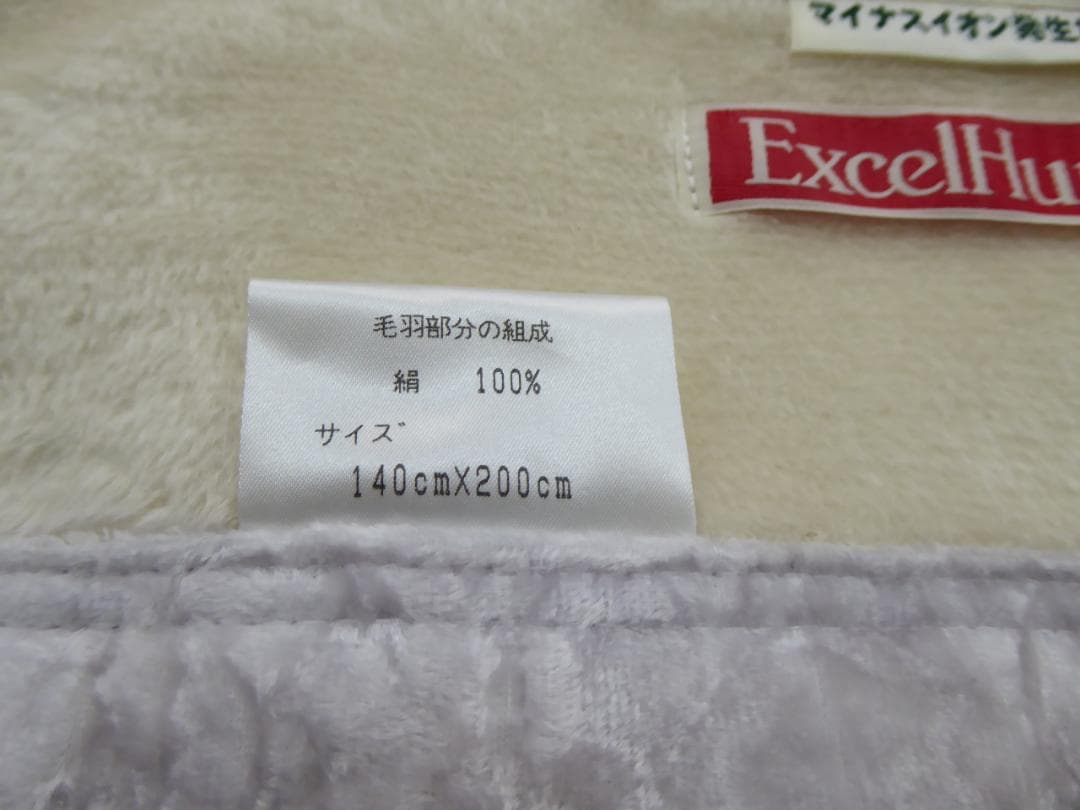 マイナスイオン発生
ExcelHu
毛羽部分の組成
絹 100%
サイズ
140cmX200cm